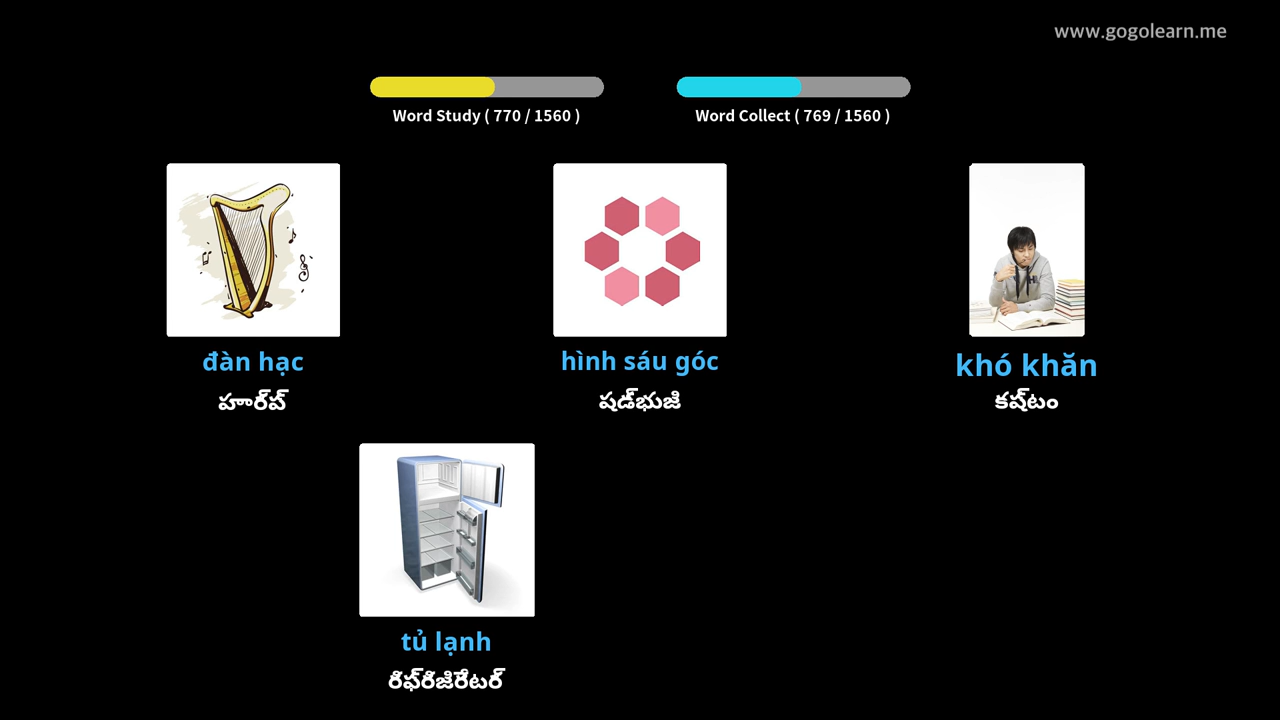 www.gogolearn.me
Word Study ( 770 / 1560 )
Word Collect ( 769 / 1560 )
đàn hạc
hình sáu góc
khó khăn
హార్ప్
షడ్భుజి
కష్టం
tủ lạnh
రిఫ్రిజిరేటర్